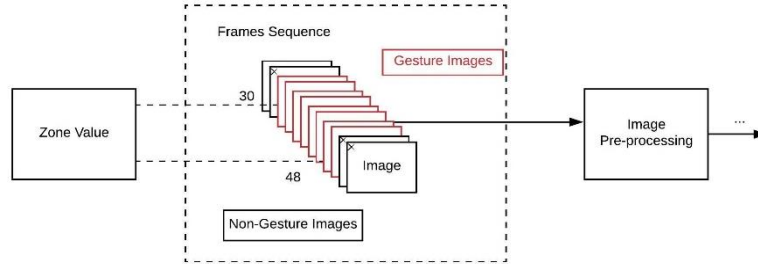 Frames Sequence
Gesture Images
30
Zone Value
Image
Pre-processing
...
Image
48
Non-Gesture Images